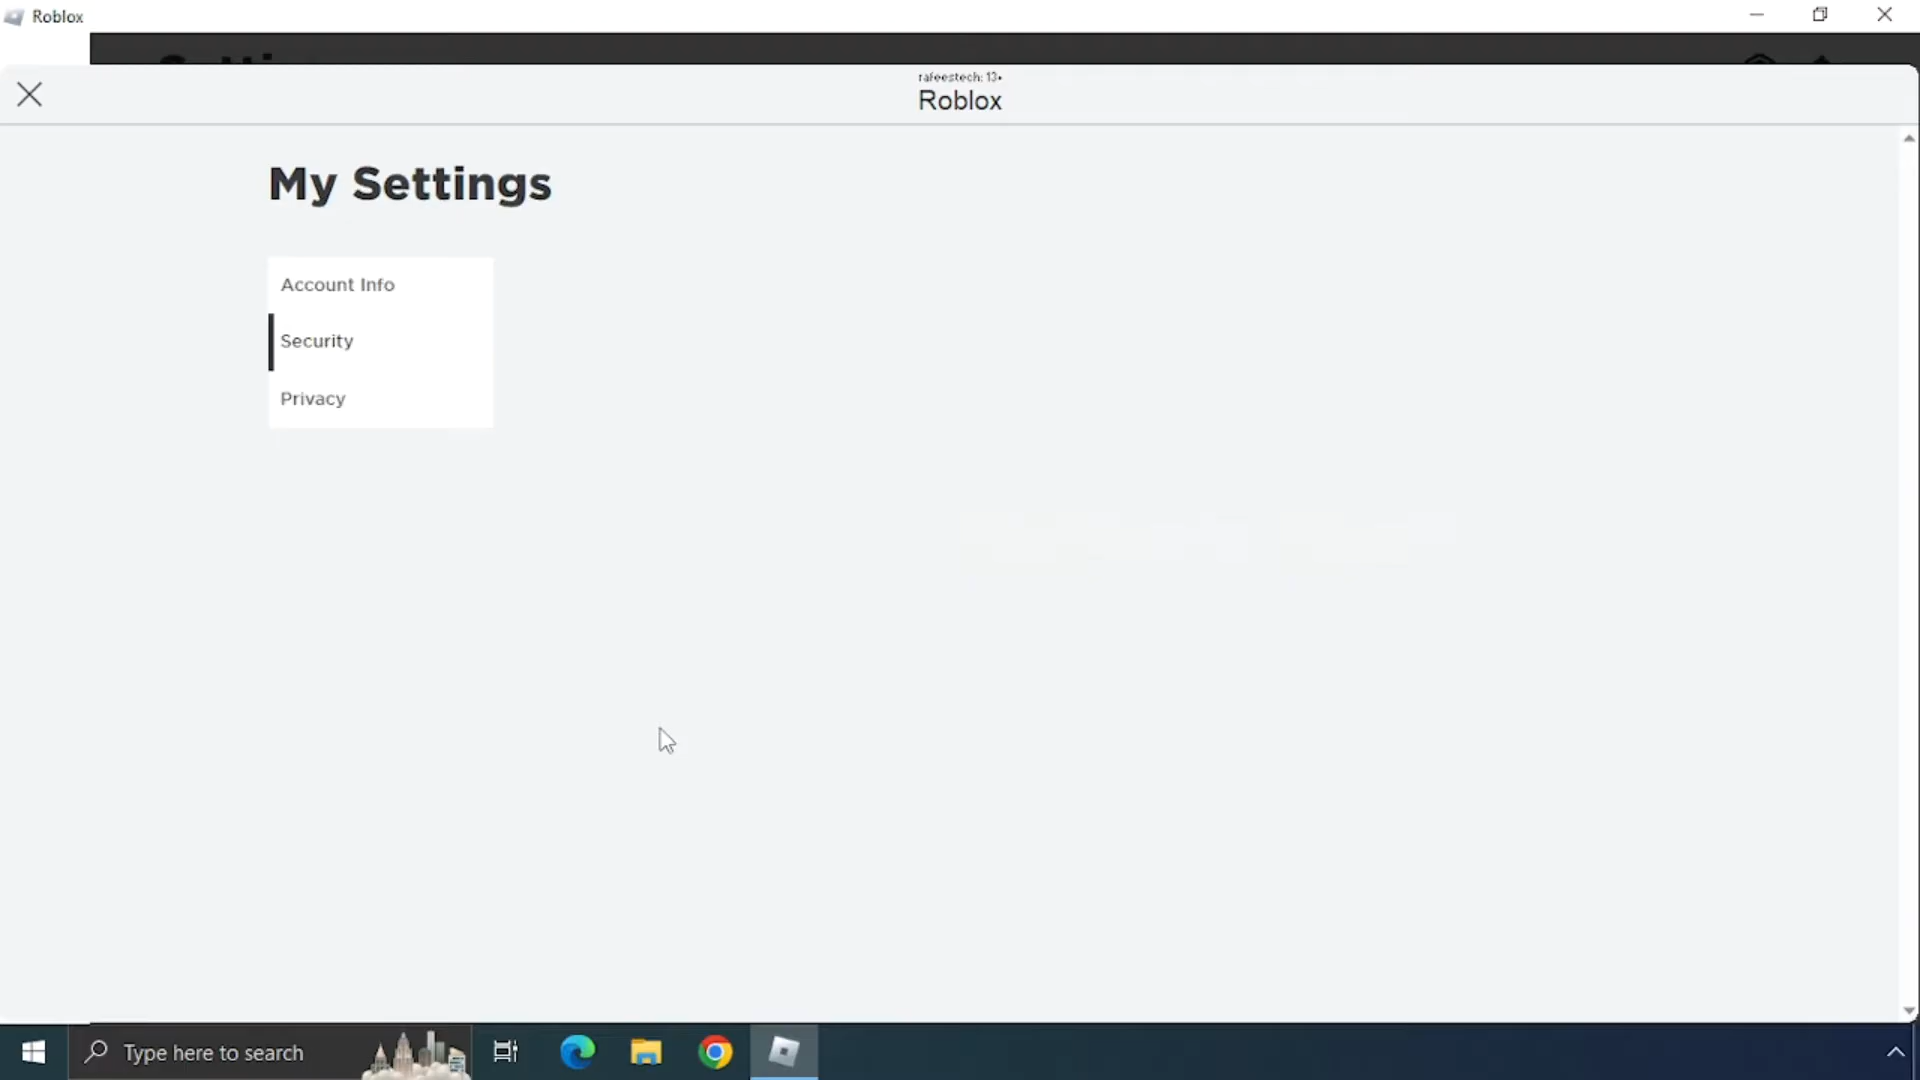 Roblox
rafeestech: 13+
Roblox
My Settings
Account Info
Security
Privacy
Type here to search